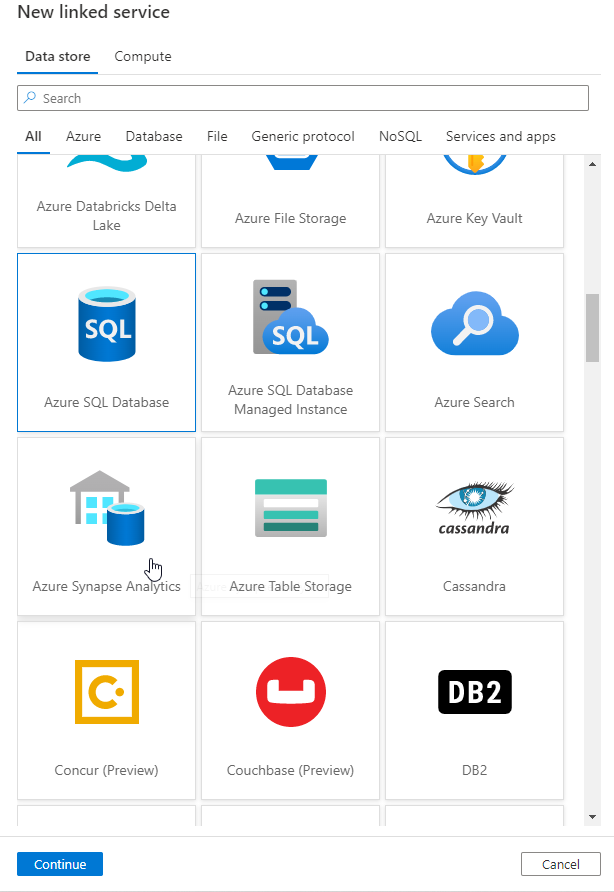 New linked service
Data store Compute
Search
All Azure Database File Generic protocol NoSQL Services and apps
Azure Databricks Delta
Lake
Azure File Storage
Azure Key Vault
SQL
Azure SQL Database
SQL
Azure SQL Database
Managed Instance
Azure Search
Azure Synapse Analytics
Azure Table Storage
cassandra
Cassandra
Concur (Preview)
Couchbase (Preview)
DB2
DB2
Continue
Cancel